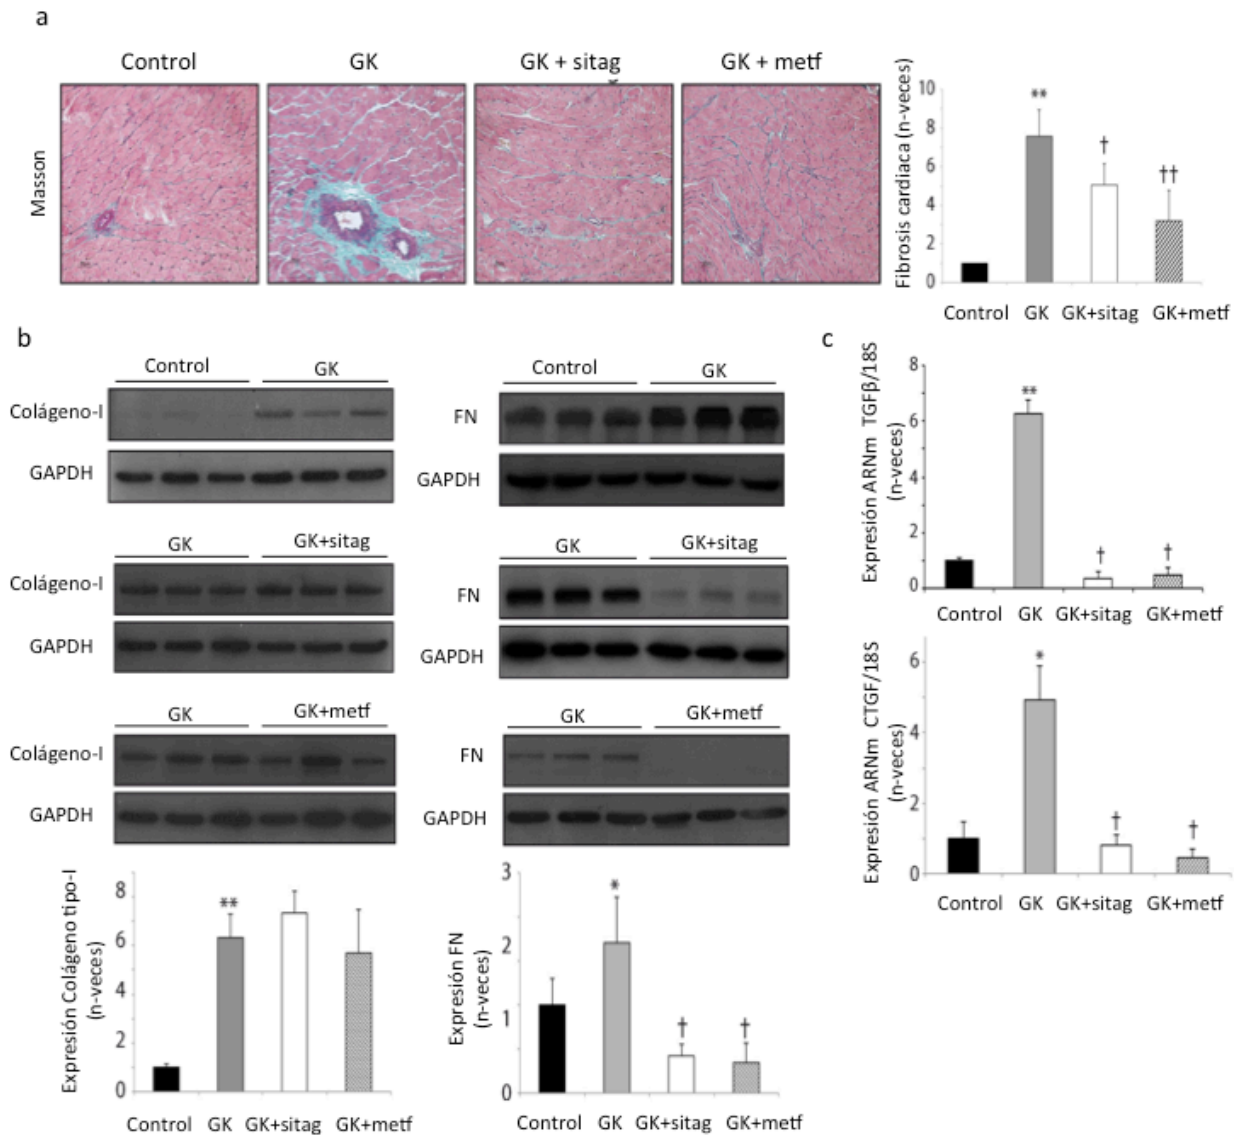 a
Control
GK
GK + sitag
GK + metf
Masson
Fibrosis cardiaca (n-veces)
10
8
6
4
2
0
**
†
††
Control GK GK+sitag GK+metf
b
Control GK
Colágeno-I
GAPDH
GK GK+sitag
Colágeno-I
GAPDH
GK GK+metf
Colágeno-I
GAPDH
Control GK
FN
GAPDH
GK GK+sitag
FN
GAPDH
GK GK+metf
FN
GAPDH
Expresión Colágeno tipo-I
(n-veces)
8
6
4
2
0
**
Control GK GK+sitag GK+metf
Expresión FN
(n-veces)
3
2
1
0
*
†
†
Control GK GK+sitag GK+metf
c
Expresión ARNm TGFβ/18S
(n-veces)
8
6
4
2
0
**
†
†
Control GK GK+sitag GK+metf
Expresión ARNm CTGF/18S
(n-veces)
6
4
2
0
*
†
†
Control GK GK+sitag GK+metf